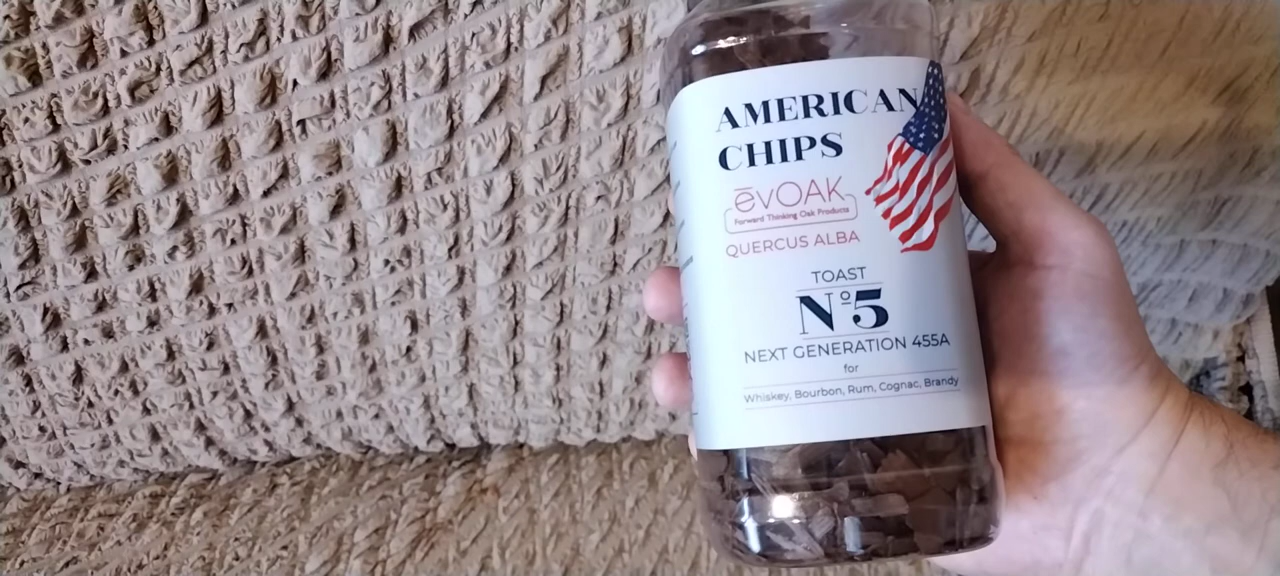 AMERICAN
CHIPS
ēvOAK
Forward Thinking Oak Products
QUERCUS ALBA
TOAST
Nº5
NEXT GENERATION 455A
for
Whiskey, Bourbon, Rum, Cognac, Brandy